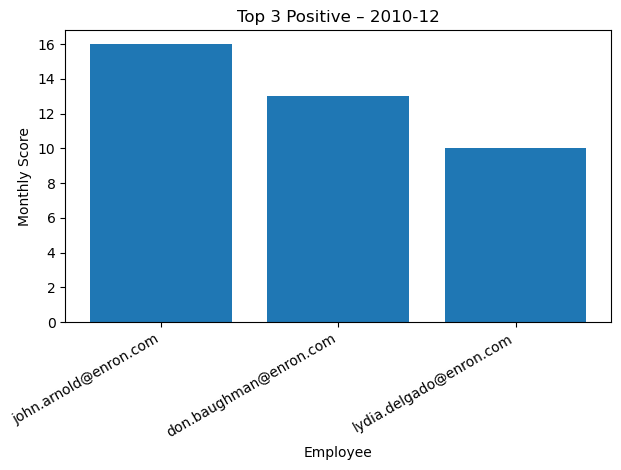 Top 3 Positive – 2010-12
Monthly Score
16
14
12
10
8
6
4
2
0
john.arnold@enron.com
don.baughman@enron.com
lydia.delgado@enron.com
Employee